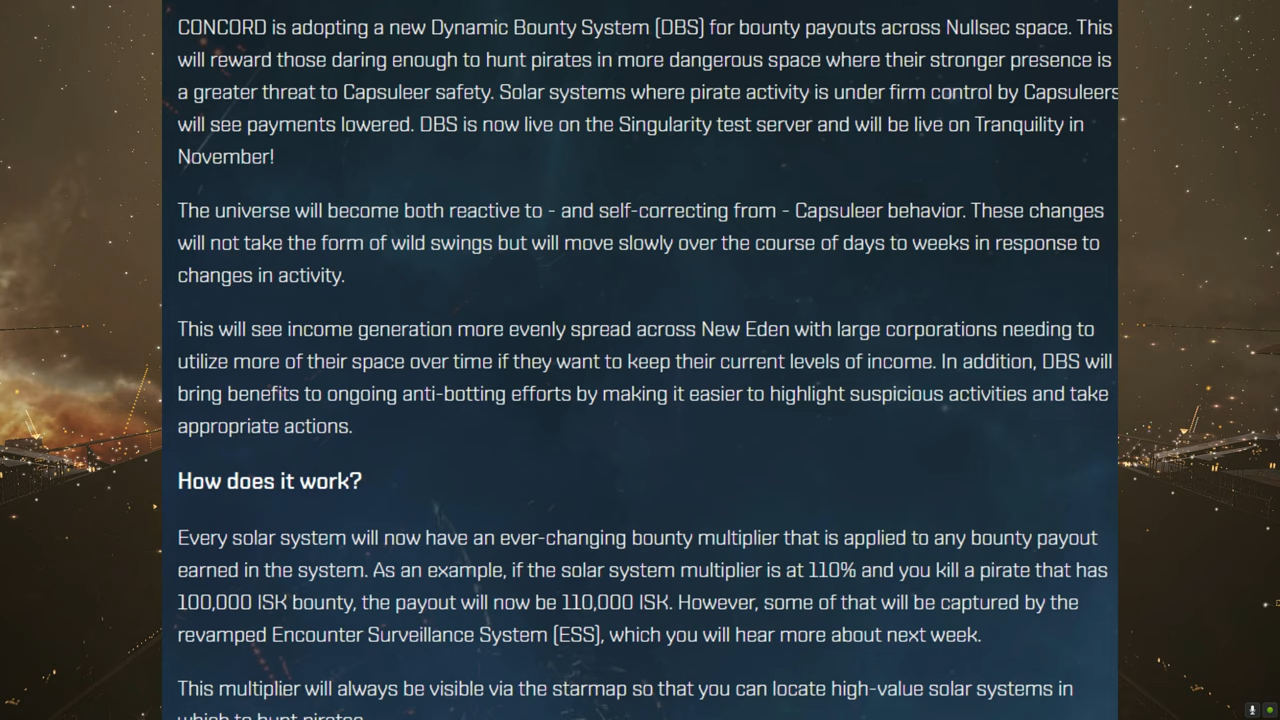 CONCORD is adopting a new Dynamic Bounty System (DBS) for bounty payouts across Nullsec space. This
will reward those daring enough to hunt pirates in more dangerous space where their stronger presence is
a greater threat to Capsuleer safety. Solar systems where pirate activity is under firm control by Capsuleers
will see payments lowered. DBS is now live on the Singularity test server and will be live on Tranquility in
November!
The universe will become both reactive to - and self-correcting from - Capsuleer behavior. These changes
will not take the form of wild swings but will move slowly over the course of days to weeks in response to
changes in activity.
This will see income generation more evenly spread across New Eden with large corporations needing to
utilize more of their space over time if they want to keep their current levels of income. In addition, DBS will
bring benefits to ongoing anti-botting efforts by making it easier to highlight suspicious activities and take
appropriate actions.
How does it work?
Every solar system will now have an ever-changing bounty multiplier that is applied to any bounty payout
earned in the system. As an example, if the solar system multiplier is at 110% and you kill a pirate that has
100,000 ISK bounty, the payout will now be 110,000 ISK. However, some of that will be captured by the
revamped Encounter Surveillance System (ESS), which you will hear more about next week.
This multiplier will always be visible via the starmap so that you can locate high-value solar systems in
which to hunt pirates.